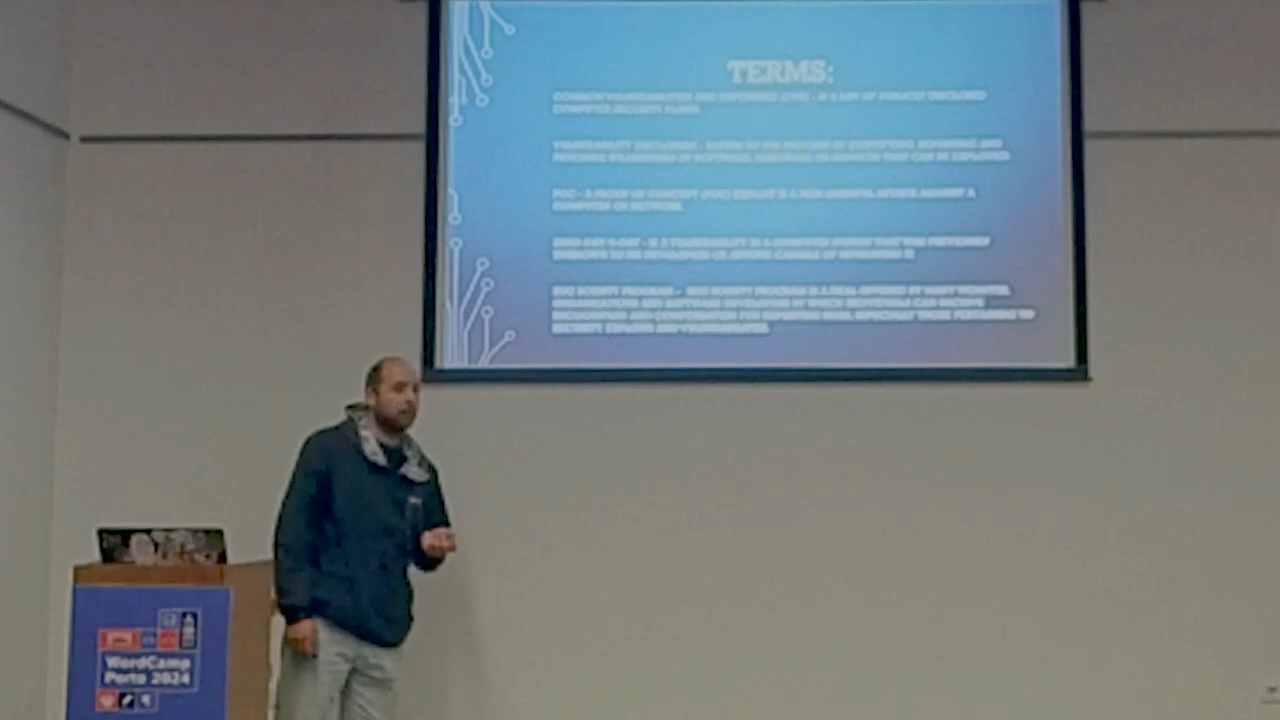 TERMS:
COMMON VULNERABILITIES AND EXPOSURES (CVE) - IS A LIST OF PUBLICLY DISCLOSED
COMPUTER SECURITY FLAWS.
VULNERABILITY DISCLOSURE - REFERS TO THE PROCESS OF IDENTIFYING, REPORTING AND
PATCHING WEAKNESSES OF SOFTWARE, HARDWARE OR SERVICES THAT CAN BE EXPLOITED.
POC - A PROOF OF CONCEPT (POC) EXPLOIT IS A NON-HARMFUL ATTACK AGAINST A
COMPUTER OR NETWORK.
ZERO-DAY 0-DAY - IS A VULNERABILITY IN A COMPUTER SYSTEM THAT WAS PREVIOUSLY
UNKNOWN TO ITS DEVELOPERS OR ANYONE CAPABLE OF MITIGATING IT.
BUG BOUNTY PROGRAM - BUG BOUNTY PROGRAM IS A DEAL OFFERED BY MANY WEBSITES,
ORGANIZATIONS AND SOFTWARE DEVELOPERS BY WHICH INDIVIDUALS CAN RECEIVE
RECOGNITION AND COMPENSATION FOR REPORTING BUGS, ESPECIALLY THOSE PERTAINING TO
SECURITY EXPLOITS AND VULNERABILITIES.
WordCamp
Porto 2024